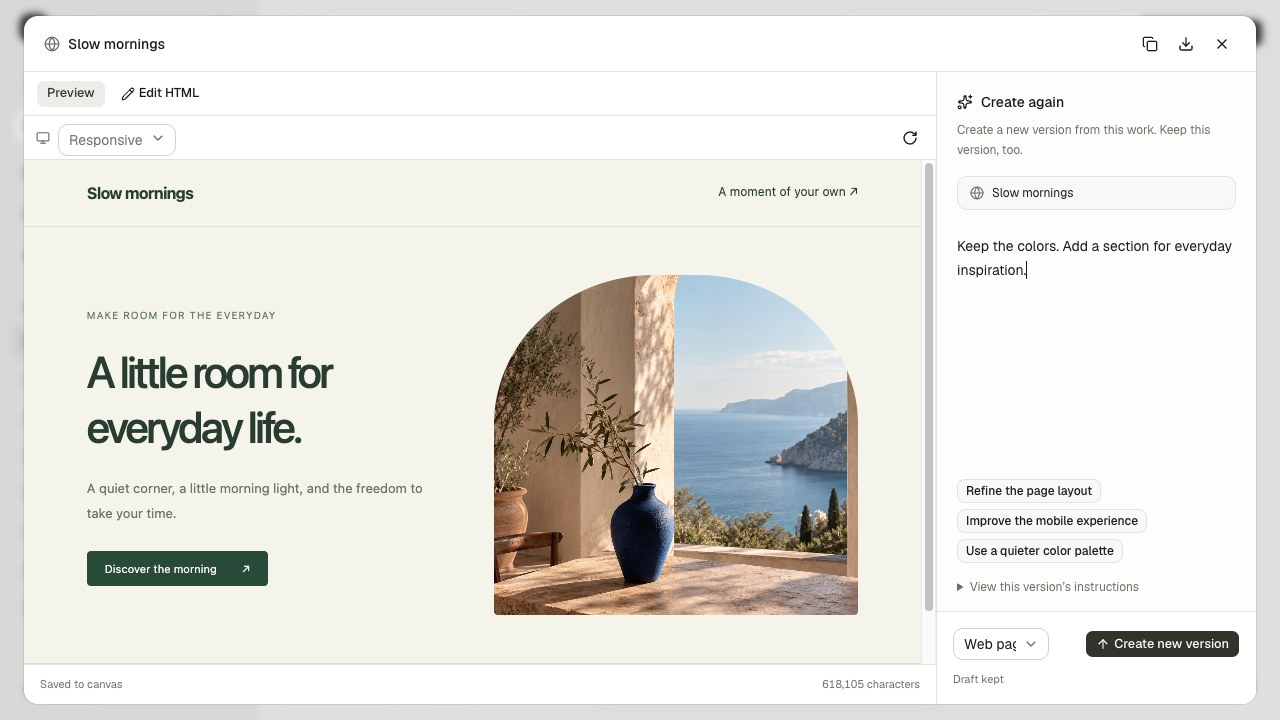 Slow mornings
Preview
Edit HTML
Responsive
Slow mornings
A moment of your own ↗
MAKE ROOM FOR THE EVERYDAY
A little room for
everyday life.
A quiet corner, a little morning light, and the freedom to
take your time.
Discover the morning ↗
Saved to canvas
618,105 characters
Create again
Create a new version from this work. Keep this
version, too.
Slow mornings
Keep the colors. Add a section for everyday
inspiration.
Refine the page layout
Improve the mobile experience
Use a quieter color palette
View this version's instructions
Web pag
Create new version
Draft kept